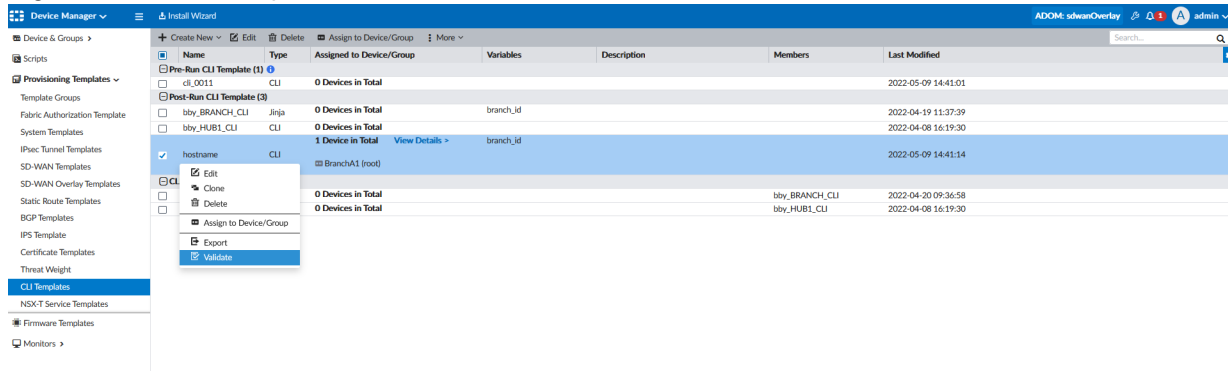 Device Manager Install Wizard ADOM: sdwanOverlay 1 A admin
Device & Groups > Create New Edit Delete Assign to Device/Group More Search...
Scripts Name Type Assigned to Device/Group Variables Description Members Last Modified
Provisioning Templates Pre-Run CLI Template (1)
Template Groups cli_0011 CLI 0 Devices in Total 2022-05-09 14:41:01
Fabric Authorization Template Post-Run CLI Template (3)
System Templates bby_BRANCH_CLI Jinja 0 Devices in Total branch_id 2022-04-19 11:37:39
IPsec Tunnel Templates bby_HUB1_CLI CLI 0 Devices in Total 2022-04-08 16:19:30
SD-WAN Templates hostname CLI 1 Device in Total View Details > branch_id 2022-05-09 14:41:14
BranchA1 (root)
SD-WAN Overlay Templates Edit CL
Static Route Templates Clone 0 Devices in Total bby_BRANCH_CLI 2022-04-20 09:36:58
BGP Templates Delete 0 Devices in Total bby_HUB1_CLI 2022-04-08 16:19:30
IPS Template Assign to Device/Group
Certificate Templates Export
Threat Weight Validate
CLI Templates
NSX-T Service Templates
Firmware Templates
Monitors >